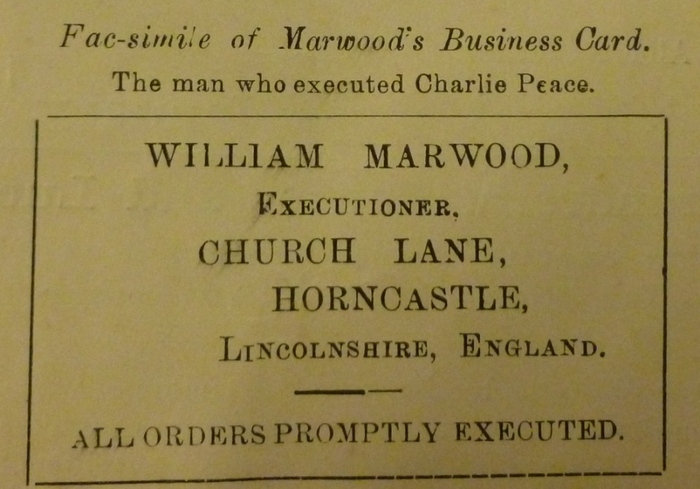 Fac-simile of Marwood's Business Card.
The man who executed Charlie Peace.
WILLIAM MARWOOD,
EXECUTIONER.
CHURCH LANE,
HORNCASTLE,
LINCOLNSHIRE, ENGLAND.
ALL ORDERS PROMPTLY EXECUTED.